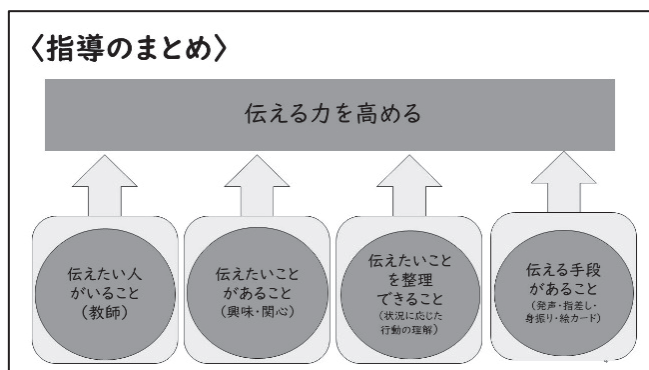 〈指導のまとめ〉
伝える力を高める
伝えたい人
がいること
(教師)
伝えたいこと
があること
(興味・関心)
伝えたいこと
を整理
できること
(状況に応じた
行動の理解)
伝える手段
があること
(発声・指差し・
身振り・絵カード)